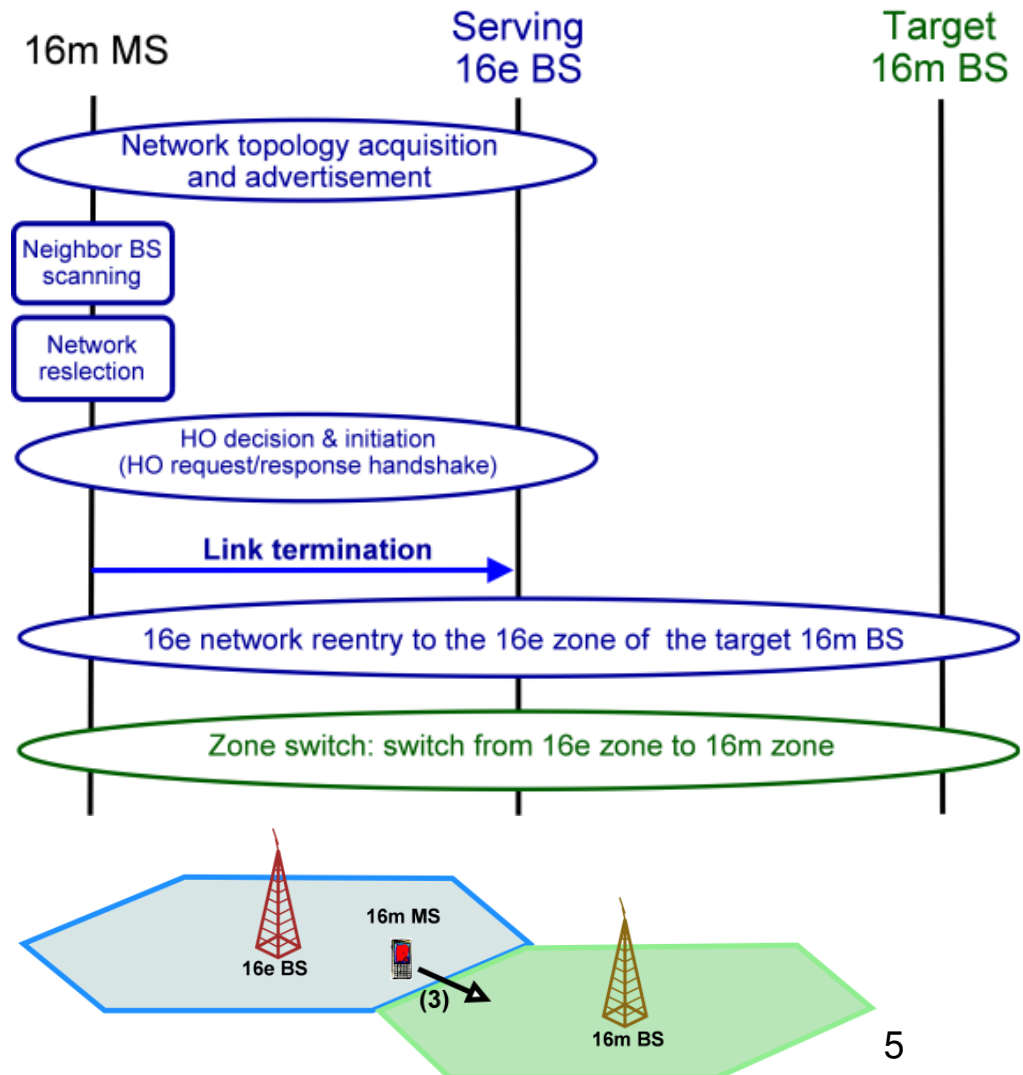 16m MS
Serving
16e BS
Target
16m BS
Network topology acquisition
and advertisement
Neighbor BS
scanning
Network
reslection
HO decision & initiation
(HO request/response handshake)
Link termination
16e network reentry to the 16e zone of the target 16m BS
Zone switch: switch from 16e zone to 16m zone
16m MS
16e BS
(3)
16m BS
5